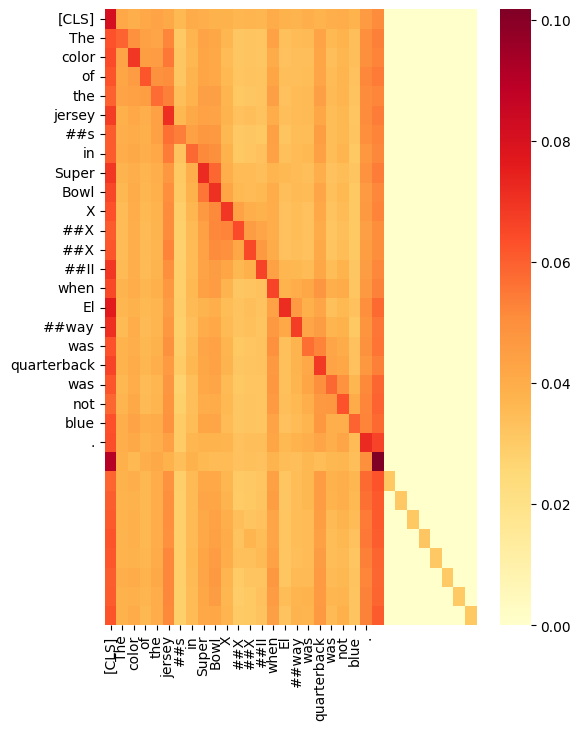 [CLS]
The
color
of
the
jersey
##s
in
Super
Bowl
X
##X
##X
##II
when
El
##way
was
quarterback
was
not
blue
.
0.10
0.08
0.06
0.04
0.02
0.00
[CLS]
The
color
of
the
jersey
##s
in
Super
Bowl
X
##X
##X
##II
when
El
##way
was
quarterback
was
not
blue
.